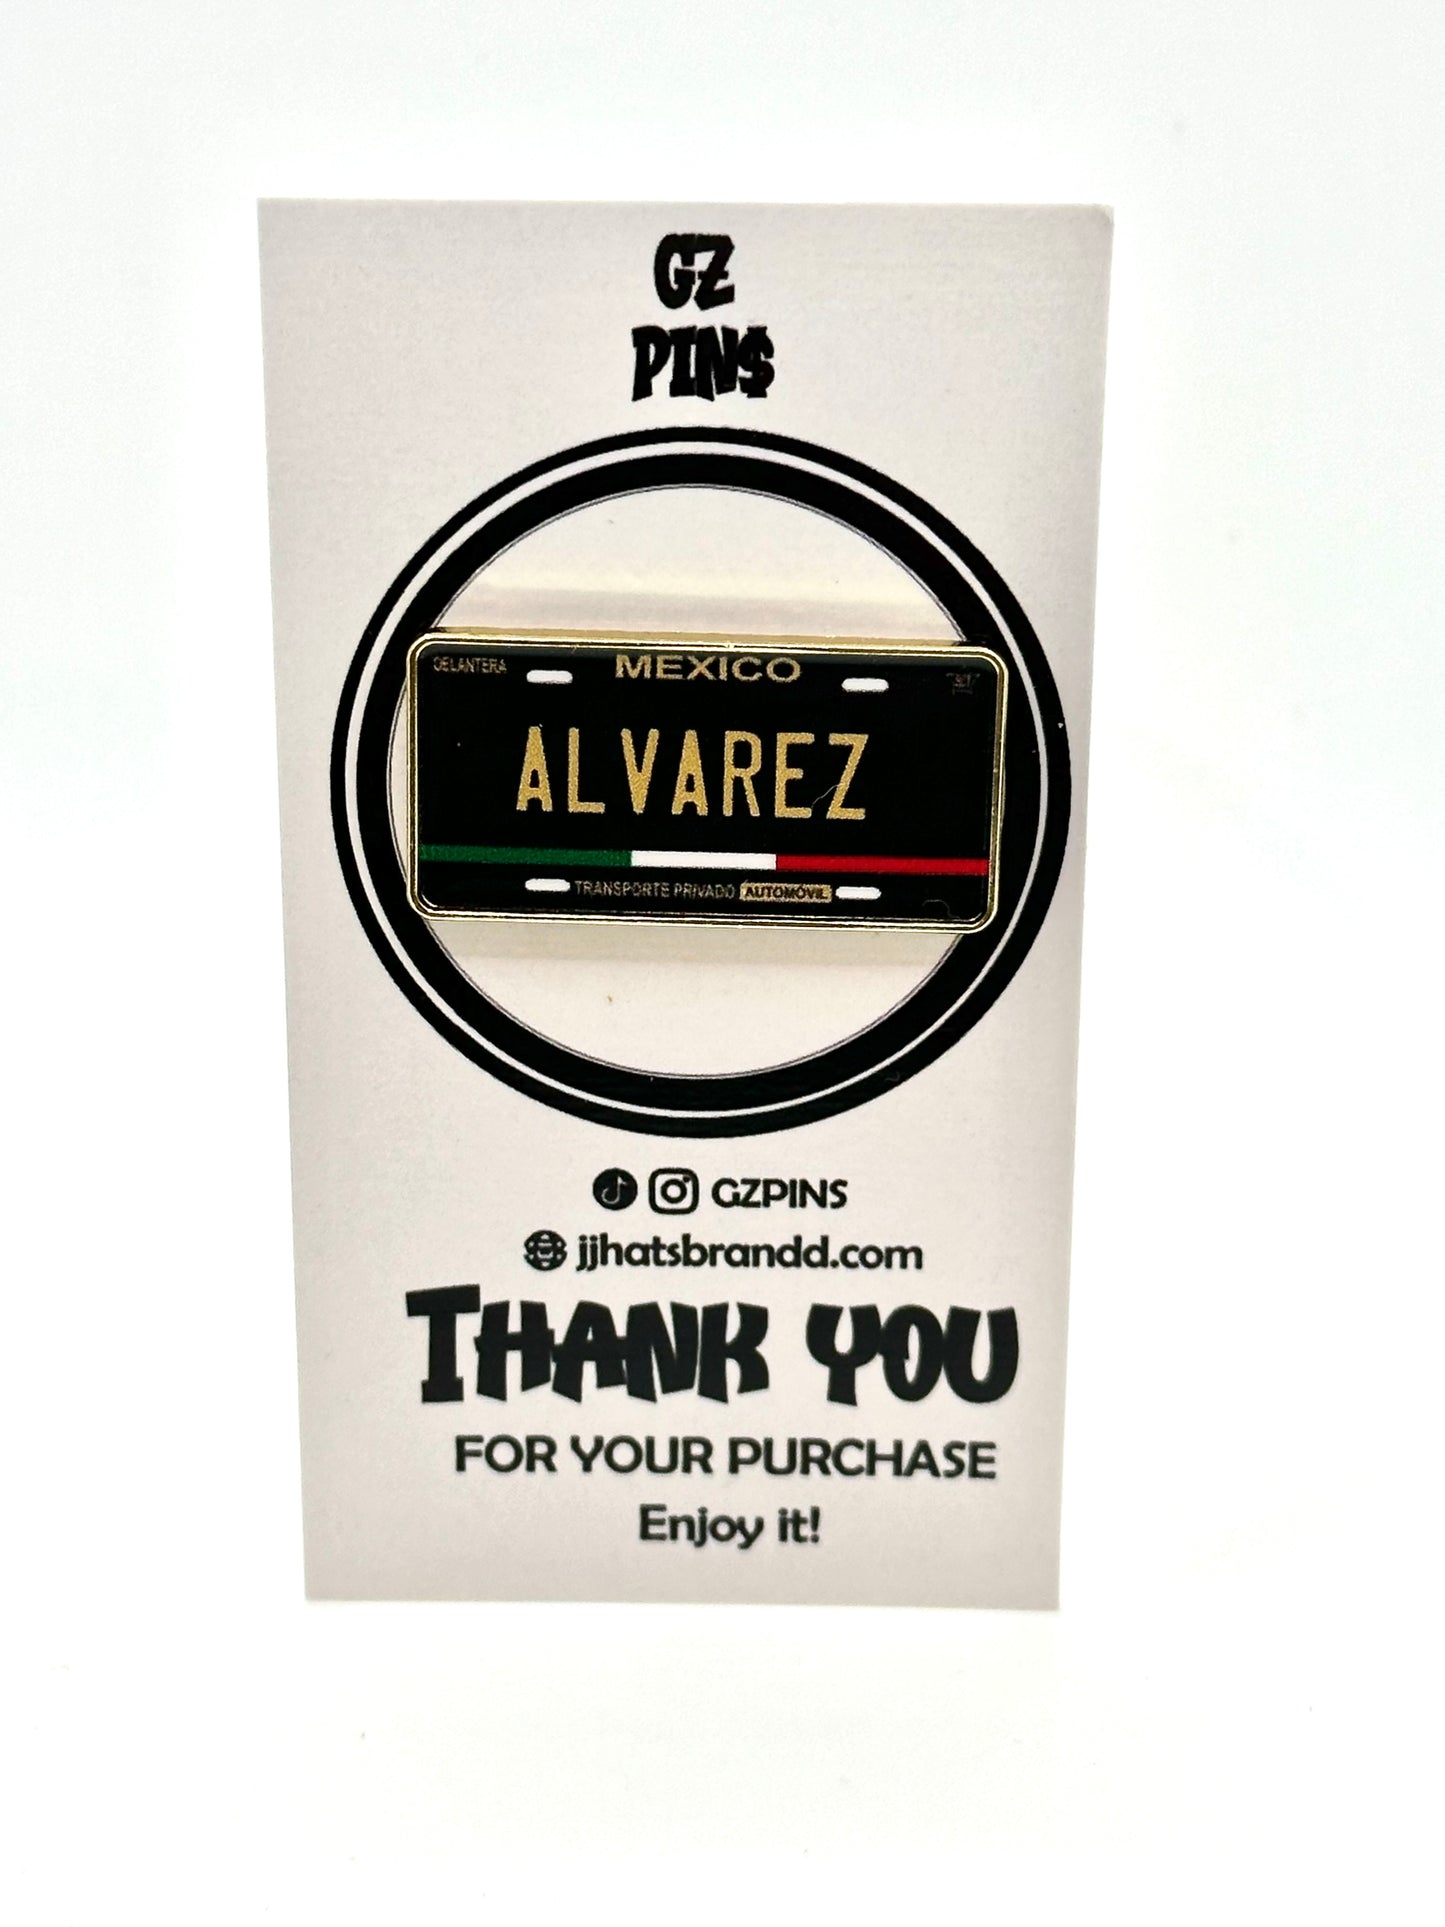 GZ
PIN$
DELANTERA
MEXICO
ALVAREZ
TRANSPORTE PRIVADO AUTOMÓVIL
GZPINS
jjhatsbrandd.com
THANK YOU
FOR YOUR PURCHASE
Enjoy it!